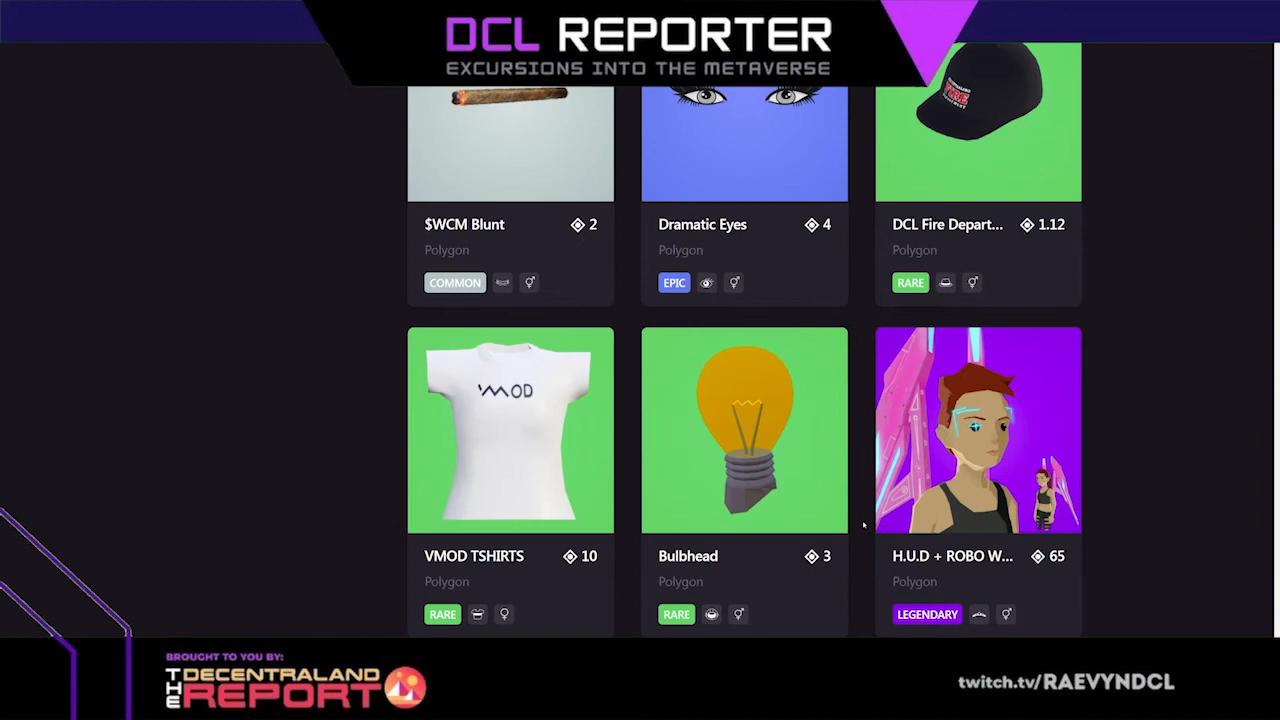 DCL REPORTER
EXCURSIONS INTO THE METAVERSE
FIRE
$WCM Blunt 2
Polygon
COMMON
Dramatic Eyes 4
Polygon
EPIC
DCL Fire Depart... 1.12
Polygon
RARE
VMOD
VMOD TSHIRTS 10
Polygon
RARE
Bulbhead 3
Polygon
RARE
H.U.D + ROBO W... 65
Polygon
LEGENDARY
BROUGHT TO YOU BY:
THE DECENTRALAND
REPORT
twitch.tv/RAEVYNDCL